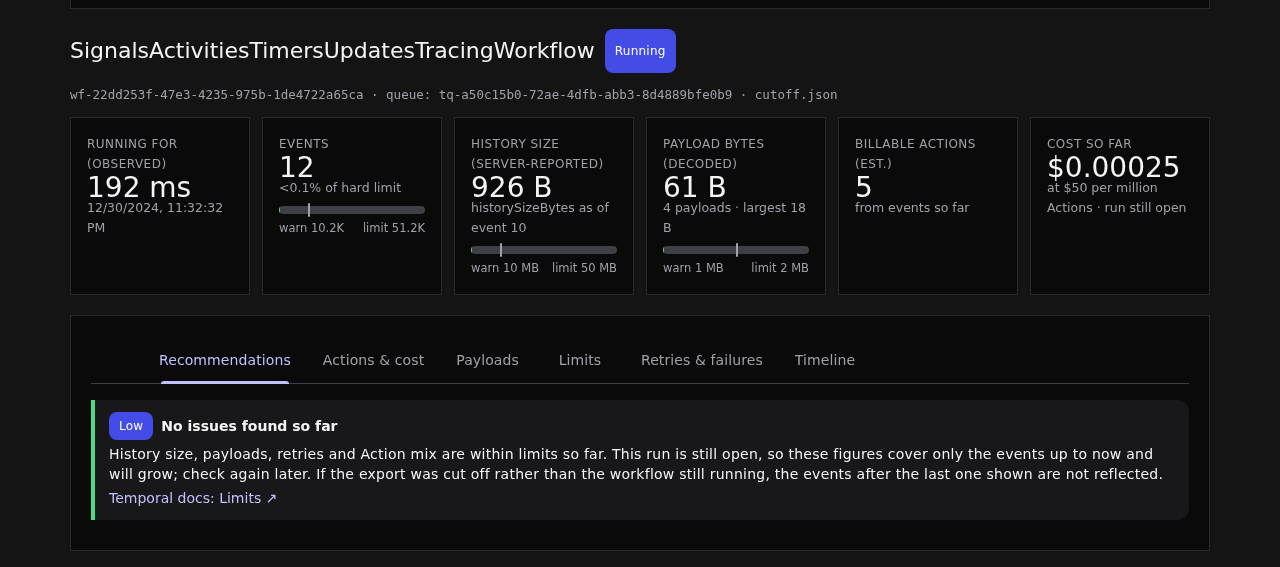 SignalsActivitiesTimersUpdatesTracingWorkflow Running
wf-22dd253f-47e3-4235-975b-1de4722a65ca · queue: tq-a50c15b0-72ae-4dfb-abb3-8d4889bfe0b9 · cutoff.json
RUNNING FOR
(OBSERVED)
192 ms
12/30/2024, 11:32:32
PM
EVENTS
12
<0.1% of hard limit
warn 10.2K limit 51.2K
HISTORY SIZE
(SERVER-REPORTED)
926 B
historySizeBytes as of
event 10
warn 10 MB limit 50 MB
PAYLOAD BYTES
(DECODED)
61 B
4 payloads · largest 18
B
warn 1 MB limit 2 MB
BILLABLE ACTIONS
(EST.)
5
from events so far
COST SO FAR
$0.00025
at $50 per million
Actions · run still open
Recommendations Actions & cost Payloads Limits Retries & failures Timeline
Low No issues found so far
History size, payloads, retries and Action mix are within limits so far. This run is still open, so these figures cover only the events up to now and
will grow; check again later. If the export was cut off rather than the workflow still running, the events after the last one shown are not reflected.
Temporal docs: Limits ↗